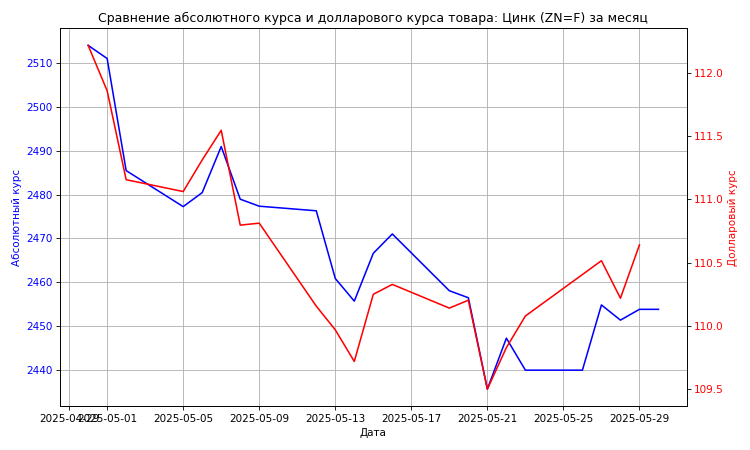 Сравнение абсолютного курса и долларового курса товара: Цинк (ZN=F) за месяц
2510
2500
2490
2480
2470
2460
2450
2440
Абсолютный курс
112.0
111.5
111.0
110.5
110.0
109.5
Долларовый курс
2025-04-29 2025-05-01 2025-05-05 2025-05-09 2025-05-13 2025-05-17 2025-05-21 2025-05-25 2025-05-29
Дата